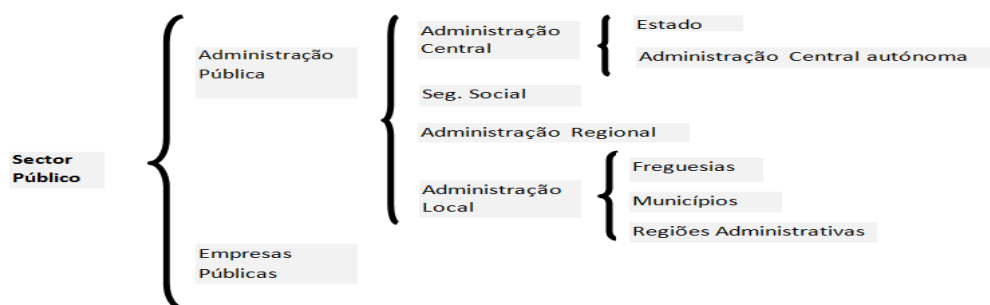 Sector
Público
Administração
Pública
Empresas
Públicas
Administração
Central
Seg. Social
Administração Regional
Administração
Local
Estado
Administração Central autónoma
Freguesias
Municípios
Regiões Administrativas